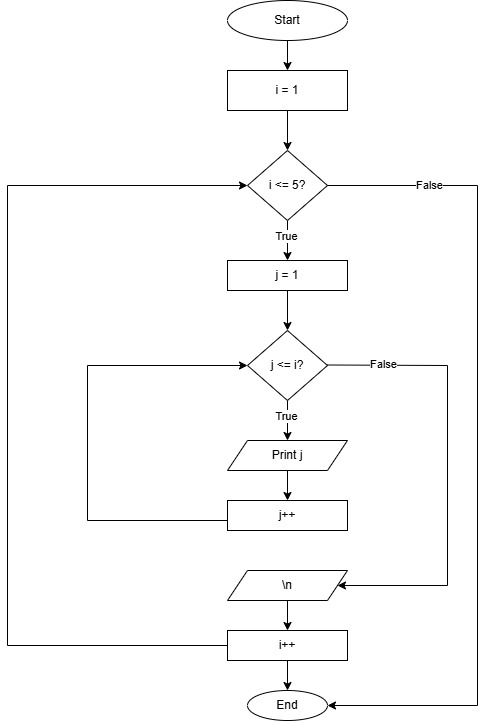 Start
i = 1
i <= 5?
False
True
j = 1
j <= i?
False
True
Print j
j++
\n
i++
End